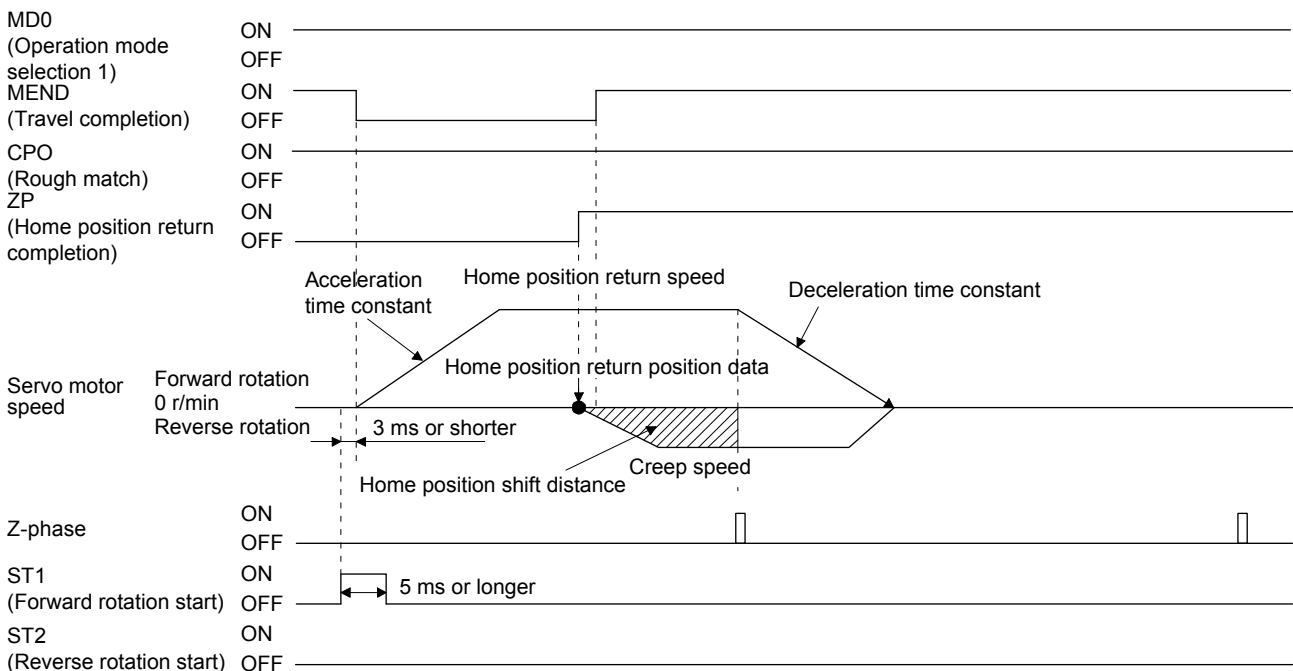 MD0
(Operation mode
selection 1)
ON
OFF
MEND
(Travel completion)
ON
OFF
CPO
(Rough match)
ON
OFF
ZP
(Home position return
completion)
ON
OFF
Acceleration
time constant
Home position return speed
Deceleration time constant
Home position return position data
Servo motor
speed
Forward rotation
0 r/min
Reverse rotation
3 ms or shorter
Creep speed
Home position shift distance
Z-phase
ON
OFF
ST1
(Forward rotation start)
ON
OFF
5 ms or longer
ST2
(Reverse rotation start)
ON
OFF